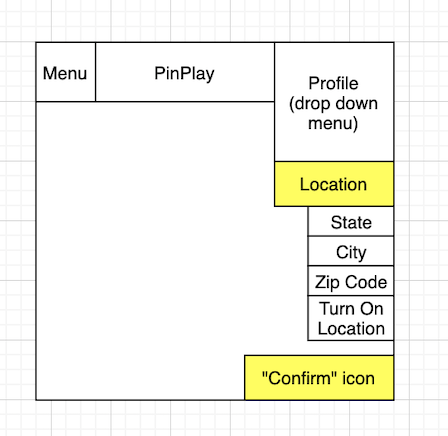 Menu
PinPlay
Profile
(drop down
menu)
Location
State
City
Zip Code
Turn On
Location
"Confirm" icon